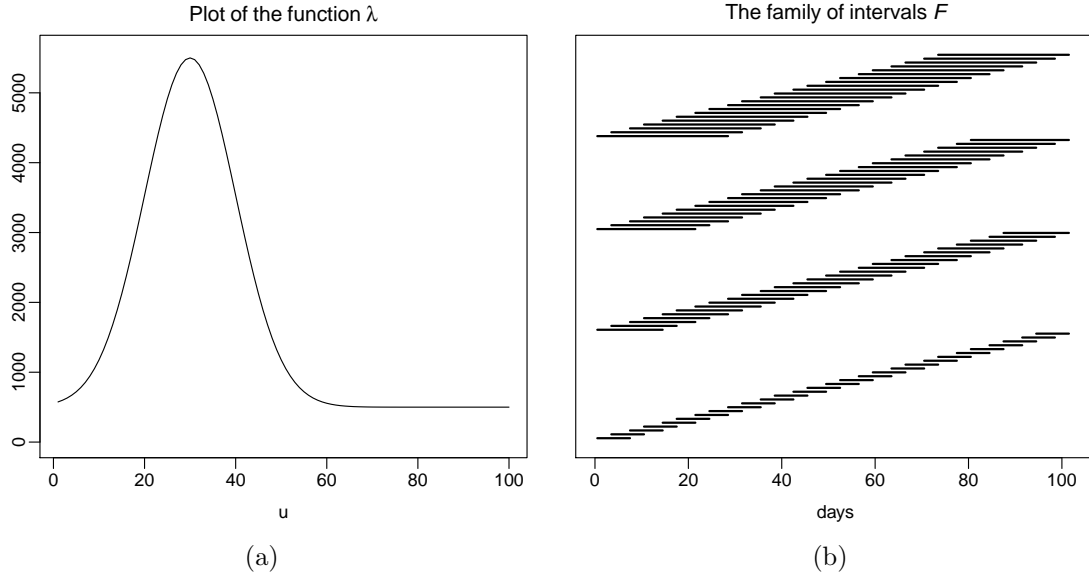 Plot of the function λ
5000
4000
3000
2000
1000
0
0 20 40 60 80 100
u
(a)
The family of intervals F
0 20 40 60 80 100
days
(b)